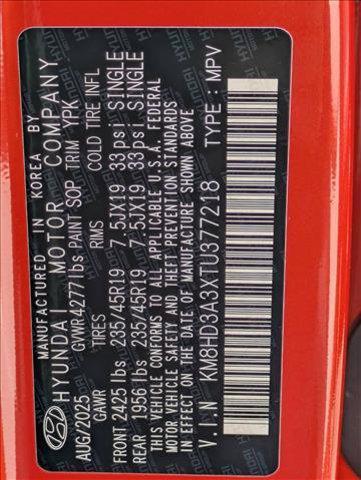 MANUFACTURED IN KOREA BY
HYUNDAI MOTOR COMPANY
AUG/2025 GVWR4277lbs PAINT SOP TRIM VPK
GAWR TIRES RIMS COLD TIRE INFL
FRONT 2425lbs 235/45R19 7.5JX19 33psi. SINGLE
REAR 1956lbs 235/45R19 7.5JX19 33psi. SINGLE
THIS VEHICLE CONFORMS TO ALL APPLICABLE U.S.A. FEDERAL
MOTOR VEHICLE SAFETY AND THEFT PREVENTION STANDARDS
IN EFFECT ON THE DATE OF MANUFACTURE SHOWN ABOVE
V.I.N KM8HD3A3XTU377218 TYPE : MPV